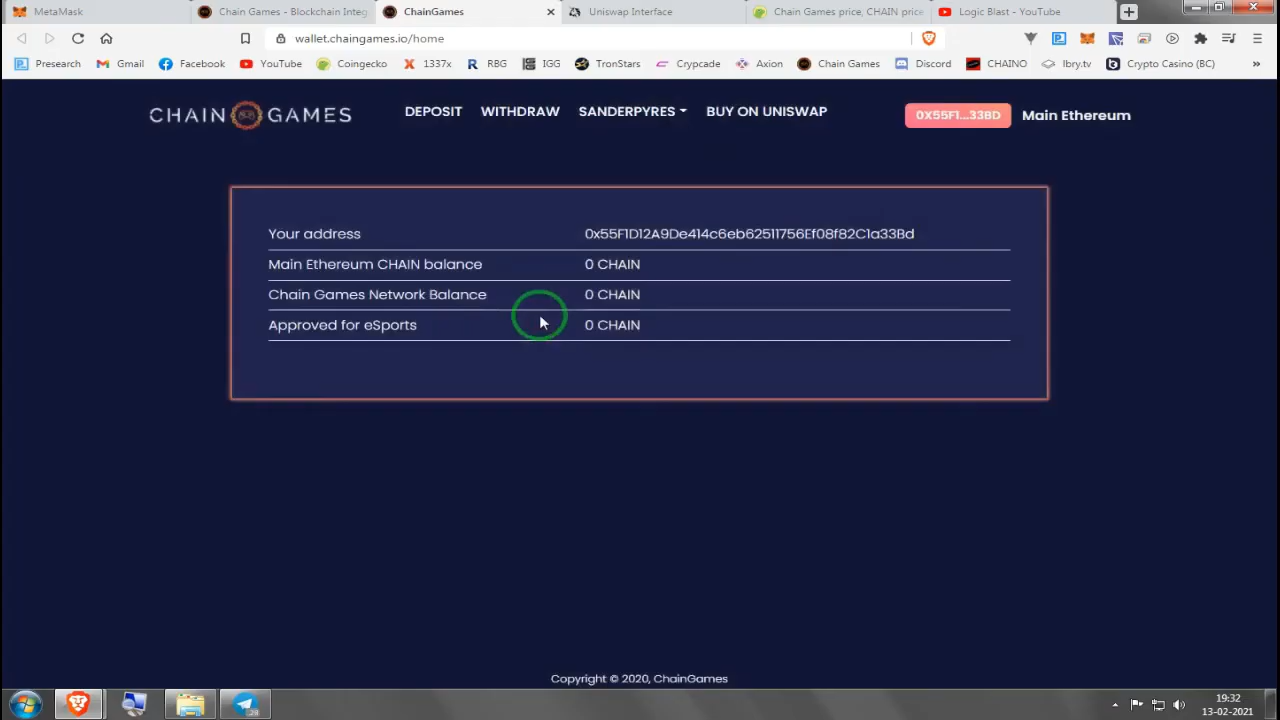 MetaMask
Chain Games - Blockchain Integ
ChainGames
Uniswap Interface
Chain Games price, CHAIN price
Logic Blast - YouTube
wallet.chaingames.io/home
Presearch
Gmail
Facebook
YouTube
Coingecko
1337x
RBG
IGG
TronStars
Crypcade
Axion
Chain Games
Discord
CHAINO
lbry.tv
Crypto Casino (BC)
CHAIN GAMES
DEPOSIT
WITHDRAW
SANDERPYRES
BUY ON UNISWAP
0X55F1...33BD
Main Ethereum
Your address 0x55F1D12A9De414c6eb62511756Ef08f82C1a33Bd
Main Ethereum CHAIN balance 0 CHAIN
Chain Games Network Balance 0 CHAIN
Approved for eSports 0 CHAIN
Copyright © 2020, ChainGames
19:32
13-02-2021